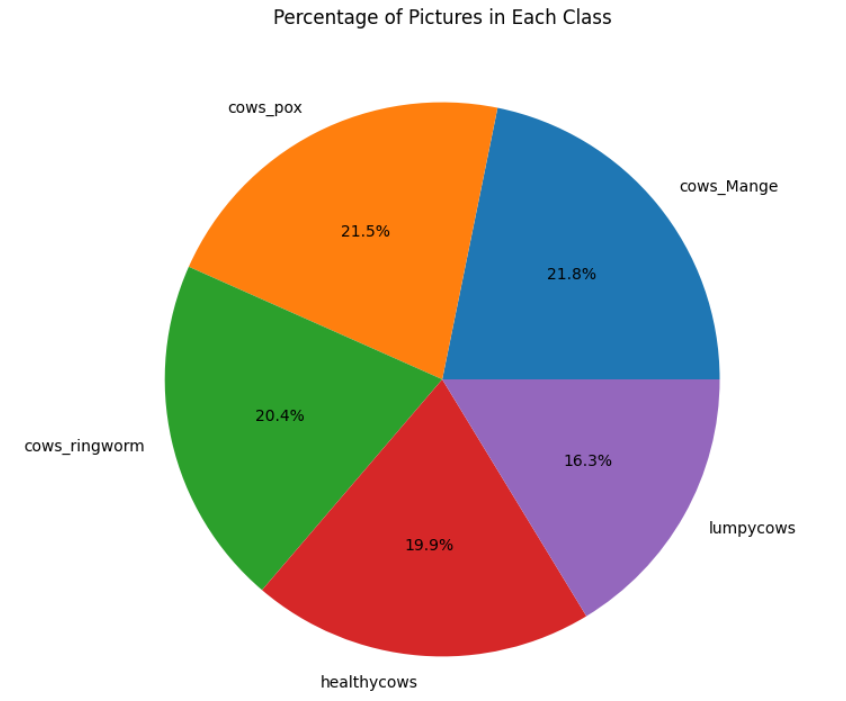 Percentage of Pictures in Each Class
cows_pox
cows_Mange
21.5%
21.8%
20.4%
cows_ringworm
16.3%
lumpycows
19.9%
healthycows